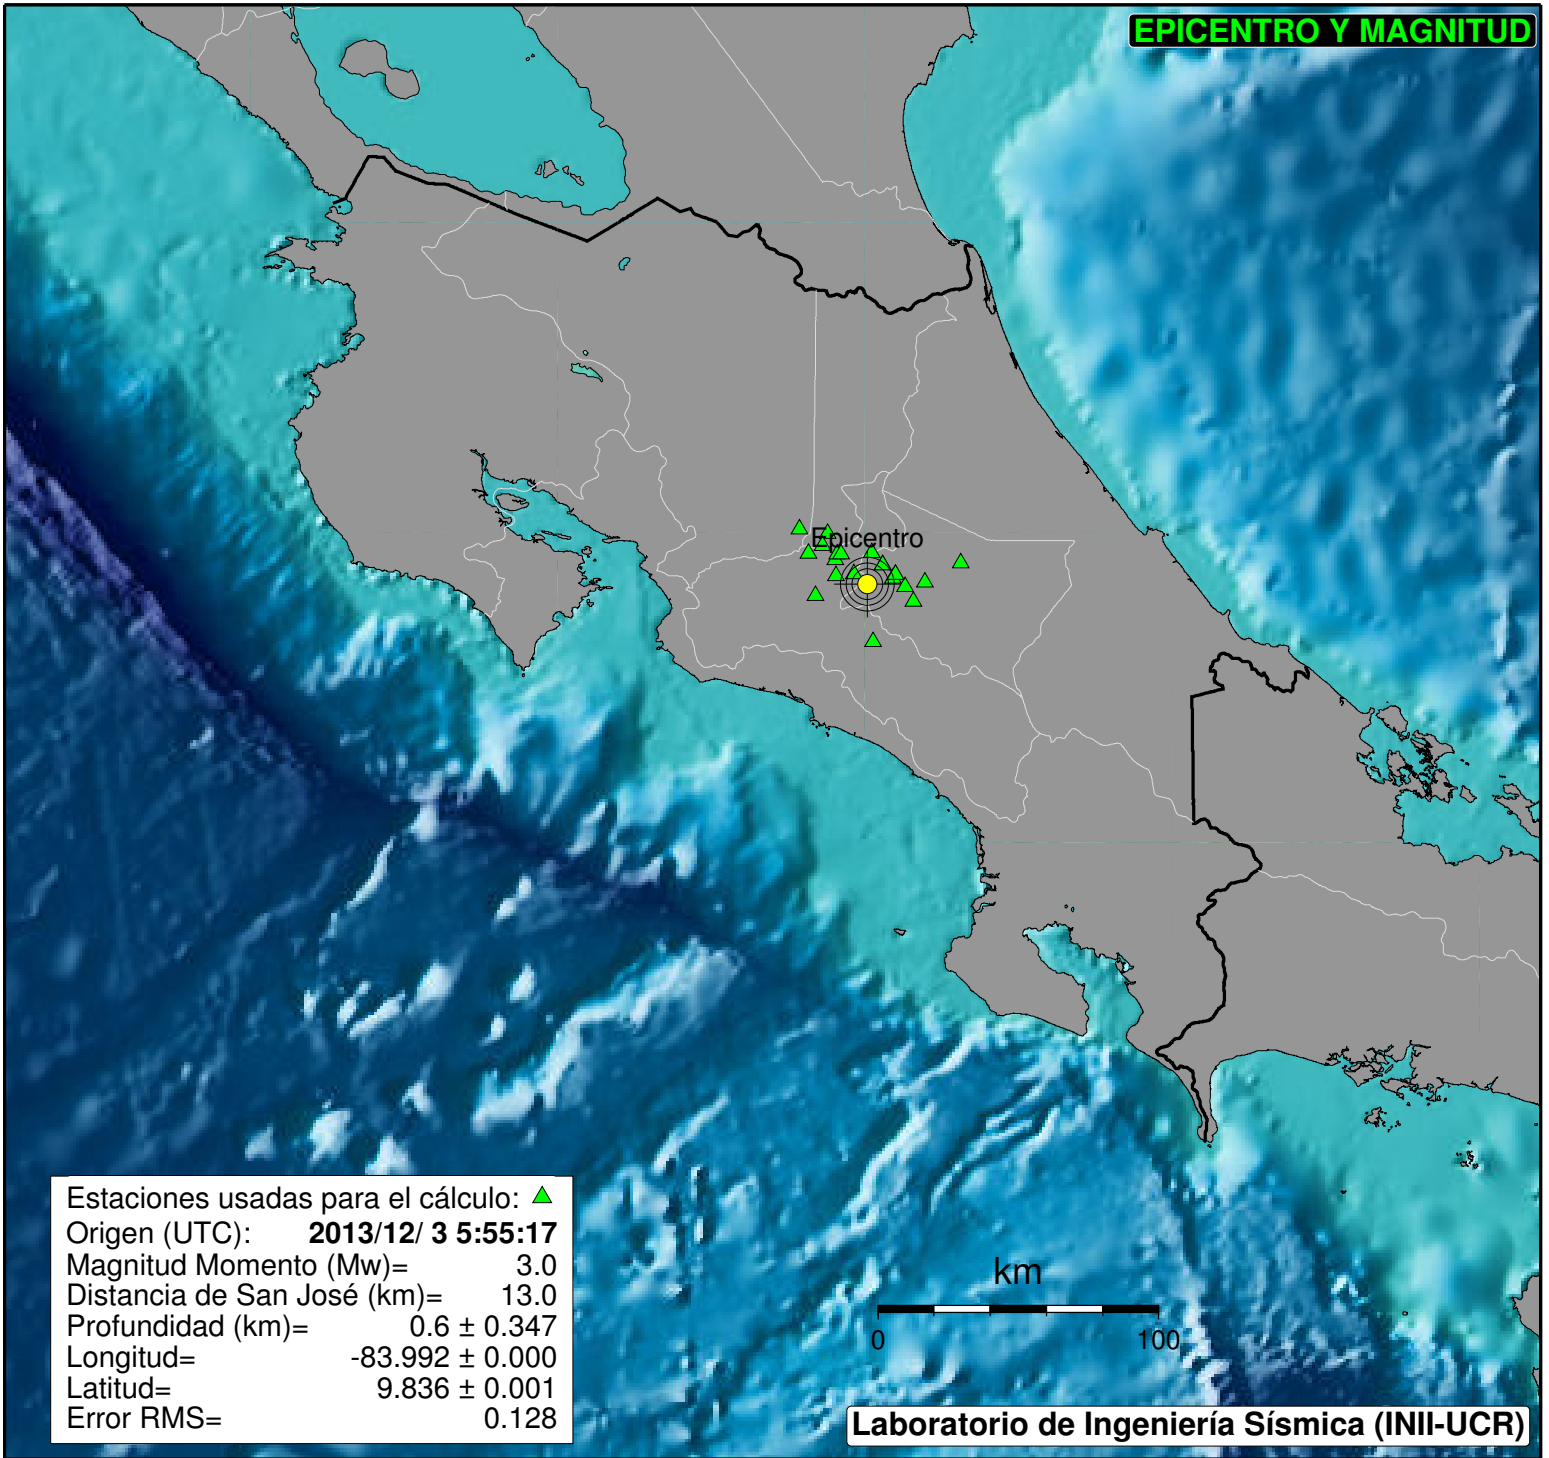 EPICENTRO Y MAGNITUD
Epicentro
Estaciones usadas para el cálculo:
Origen (UTC): 2013/12/ 3 5:55:17
Magnitud Momento (Mw)= 3.0
Distancia de San José (km)= 13.0
Profundidad (km)= 0.6 ± 0.347
Longitud= -83.992 ± 0.000
Latitud= 9.836 ± 0.001
Error RMS= 0.128
km
0 100
Laboratorio de Ingeniería Sísmica (INII-UCR)